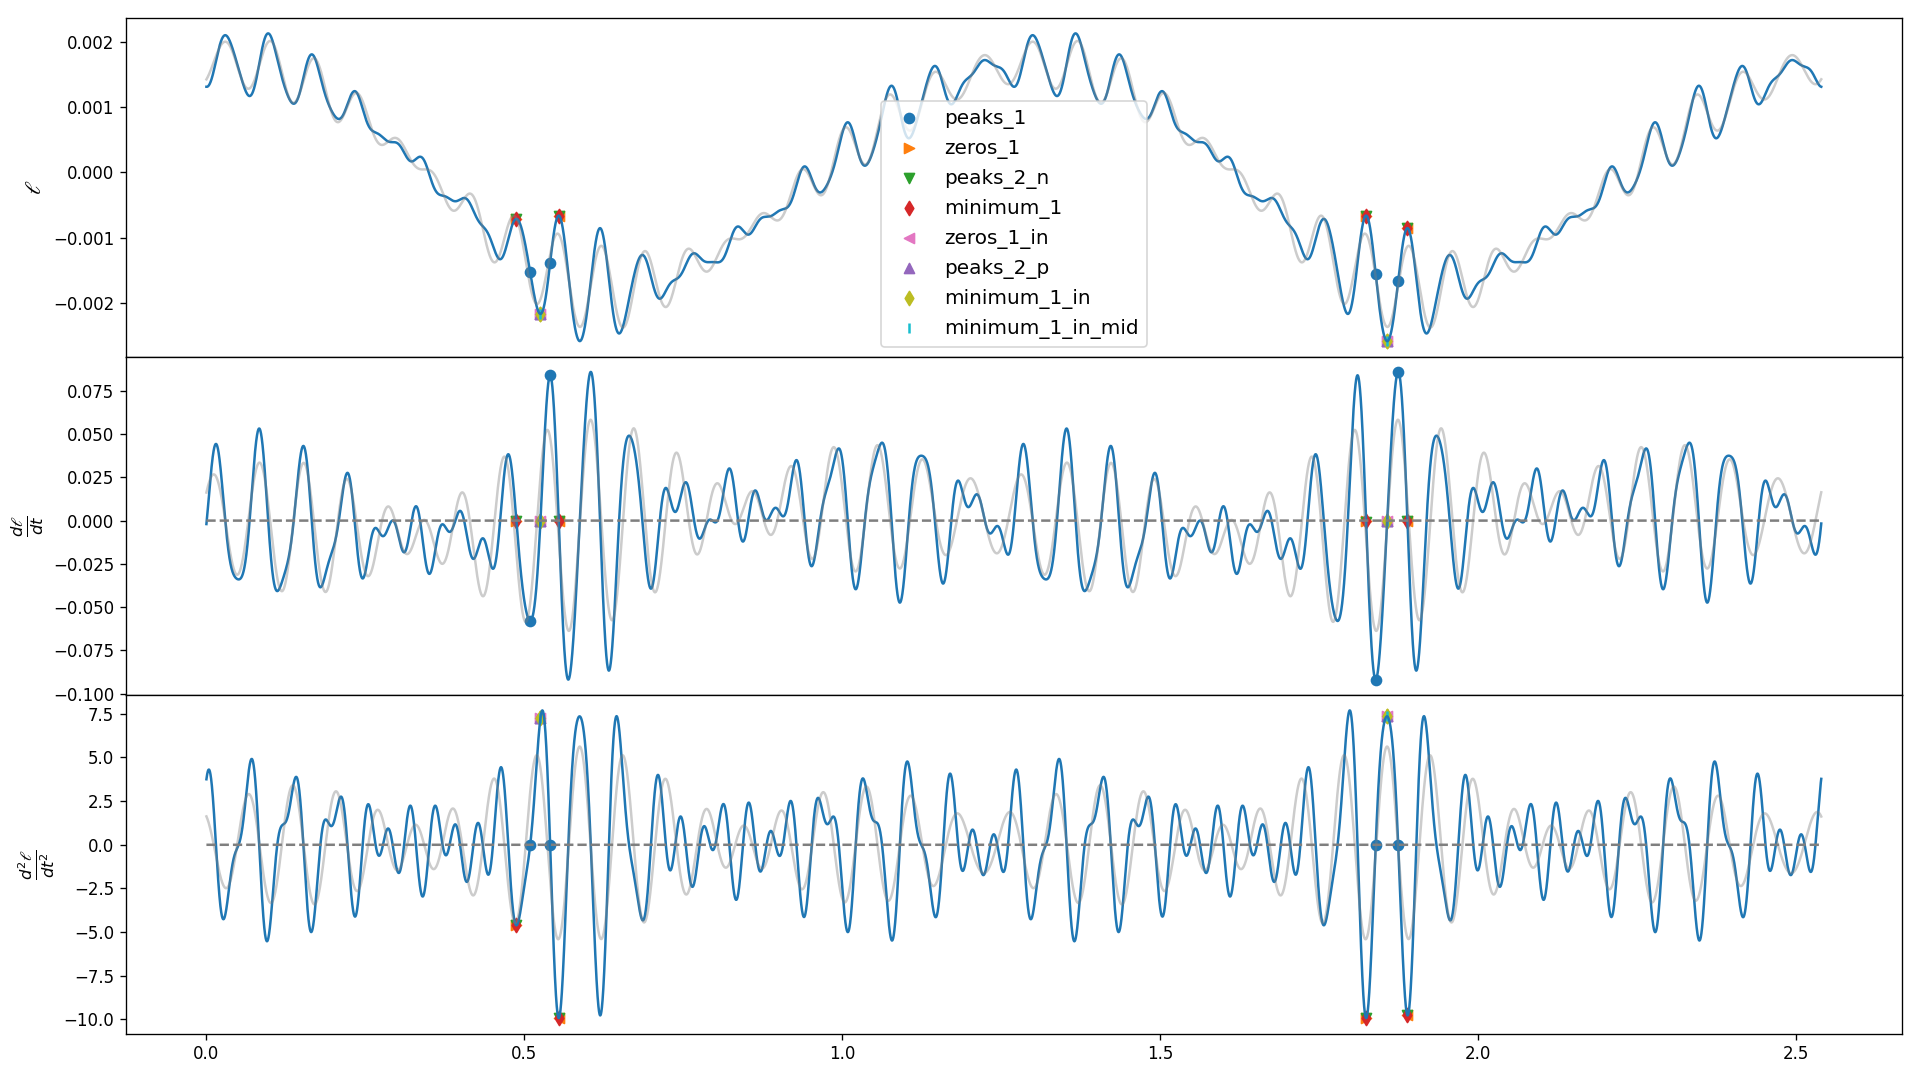 0.002
0.001
0.000
−0.001
−0.002
ℓ
peaks_1
zeros_1
peaks_2_n
minimum_1
zeros_1_in
peaks_2_p
minimum_1_in
minimum_1_in_mid
0.075
0.050
0.025
0.000
−0.025
−0.050
−0.075
−0.100
dℓ
dt
7.5
5.0
2.5
0.0
−2.5
−5.0
−7.5
−10.0
d²ℓ
dt²
0.0 0.5 1.0 1.5 2.0 2.5